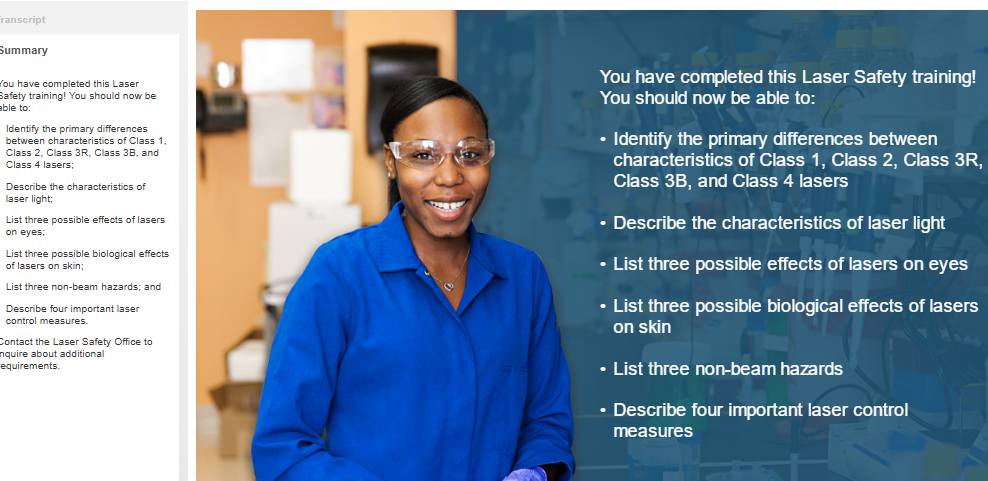 Transcript
Summary
You have completed this Laser
Safety training! You should now be
able to:
Identify the primary differences
between characteristics of Class 1,
Class 2, Class 3R, Class 3B, and
Class 4 lasers;
Describe the characteristics of
laser light;
List three possible effects of lasers
on eyes;
List three possible biological effects
of lasers on skin;
List three non-beam hazards; and
Describe four important laser
control measures.
Contact the Laser Safety Office to
inquire about additional
requirements.
You have completed this Laser Safety training!
You should now be able to:
• Identify the primary differences between
characteristics of Class 1, Class 2, Class 3R,
Class 3B, and Class 4 lasers
• Describe the characteristics of laser light
• List three possible effects of lasers on eyes
• List three possible biological effects of lasers
on skin
• List three non-beam hazards
• Describe four important laser control
measures